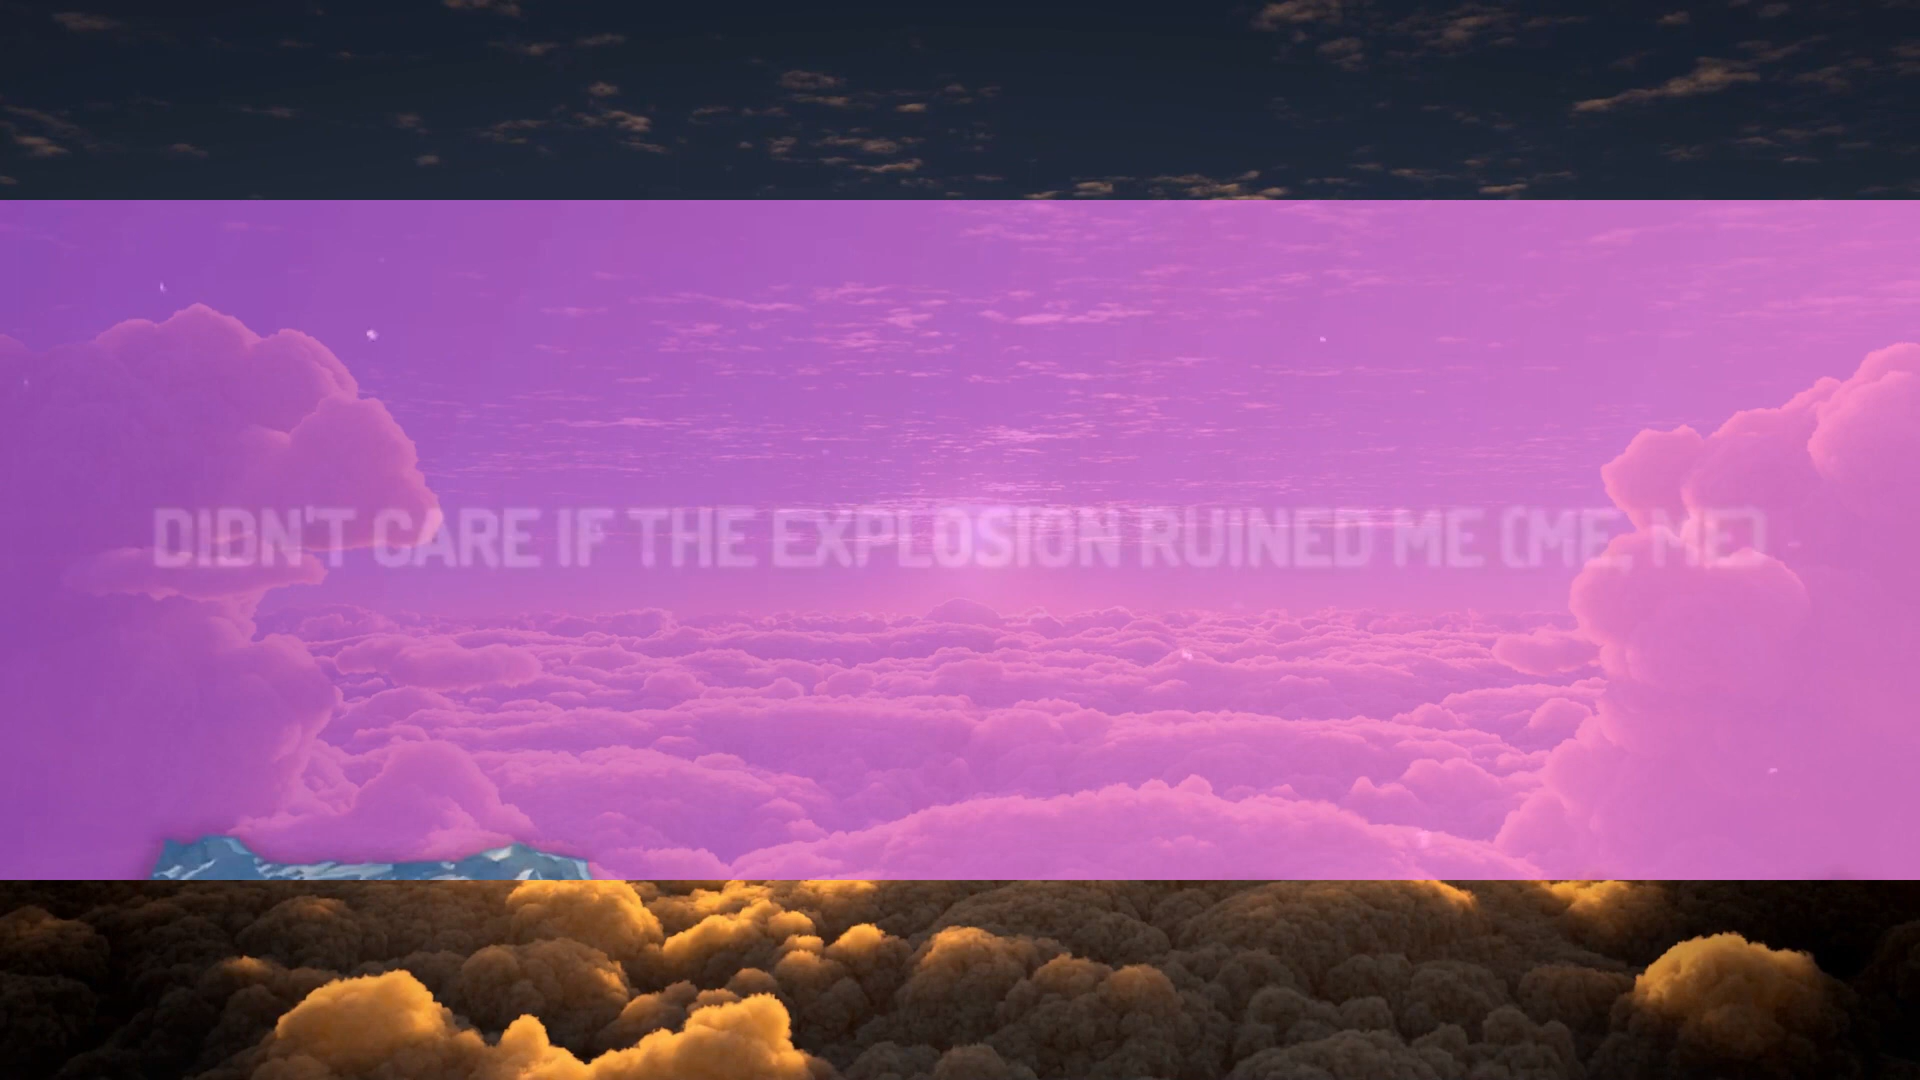 DIDN'T CARE IF THE EXPLOSION RUINED ME (ME, ME)